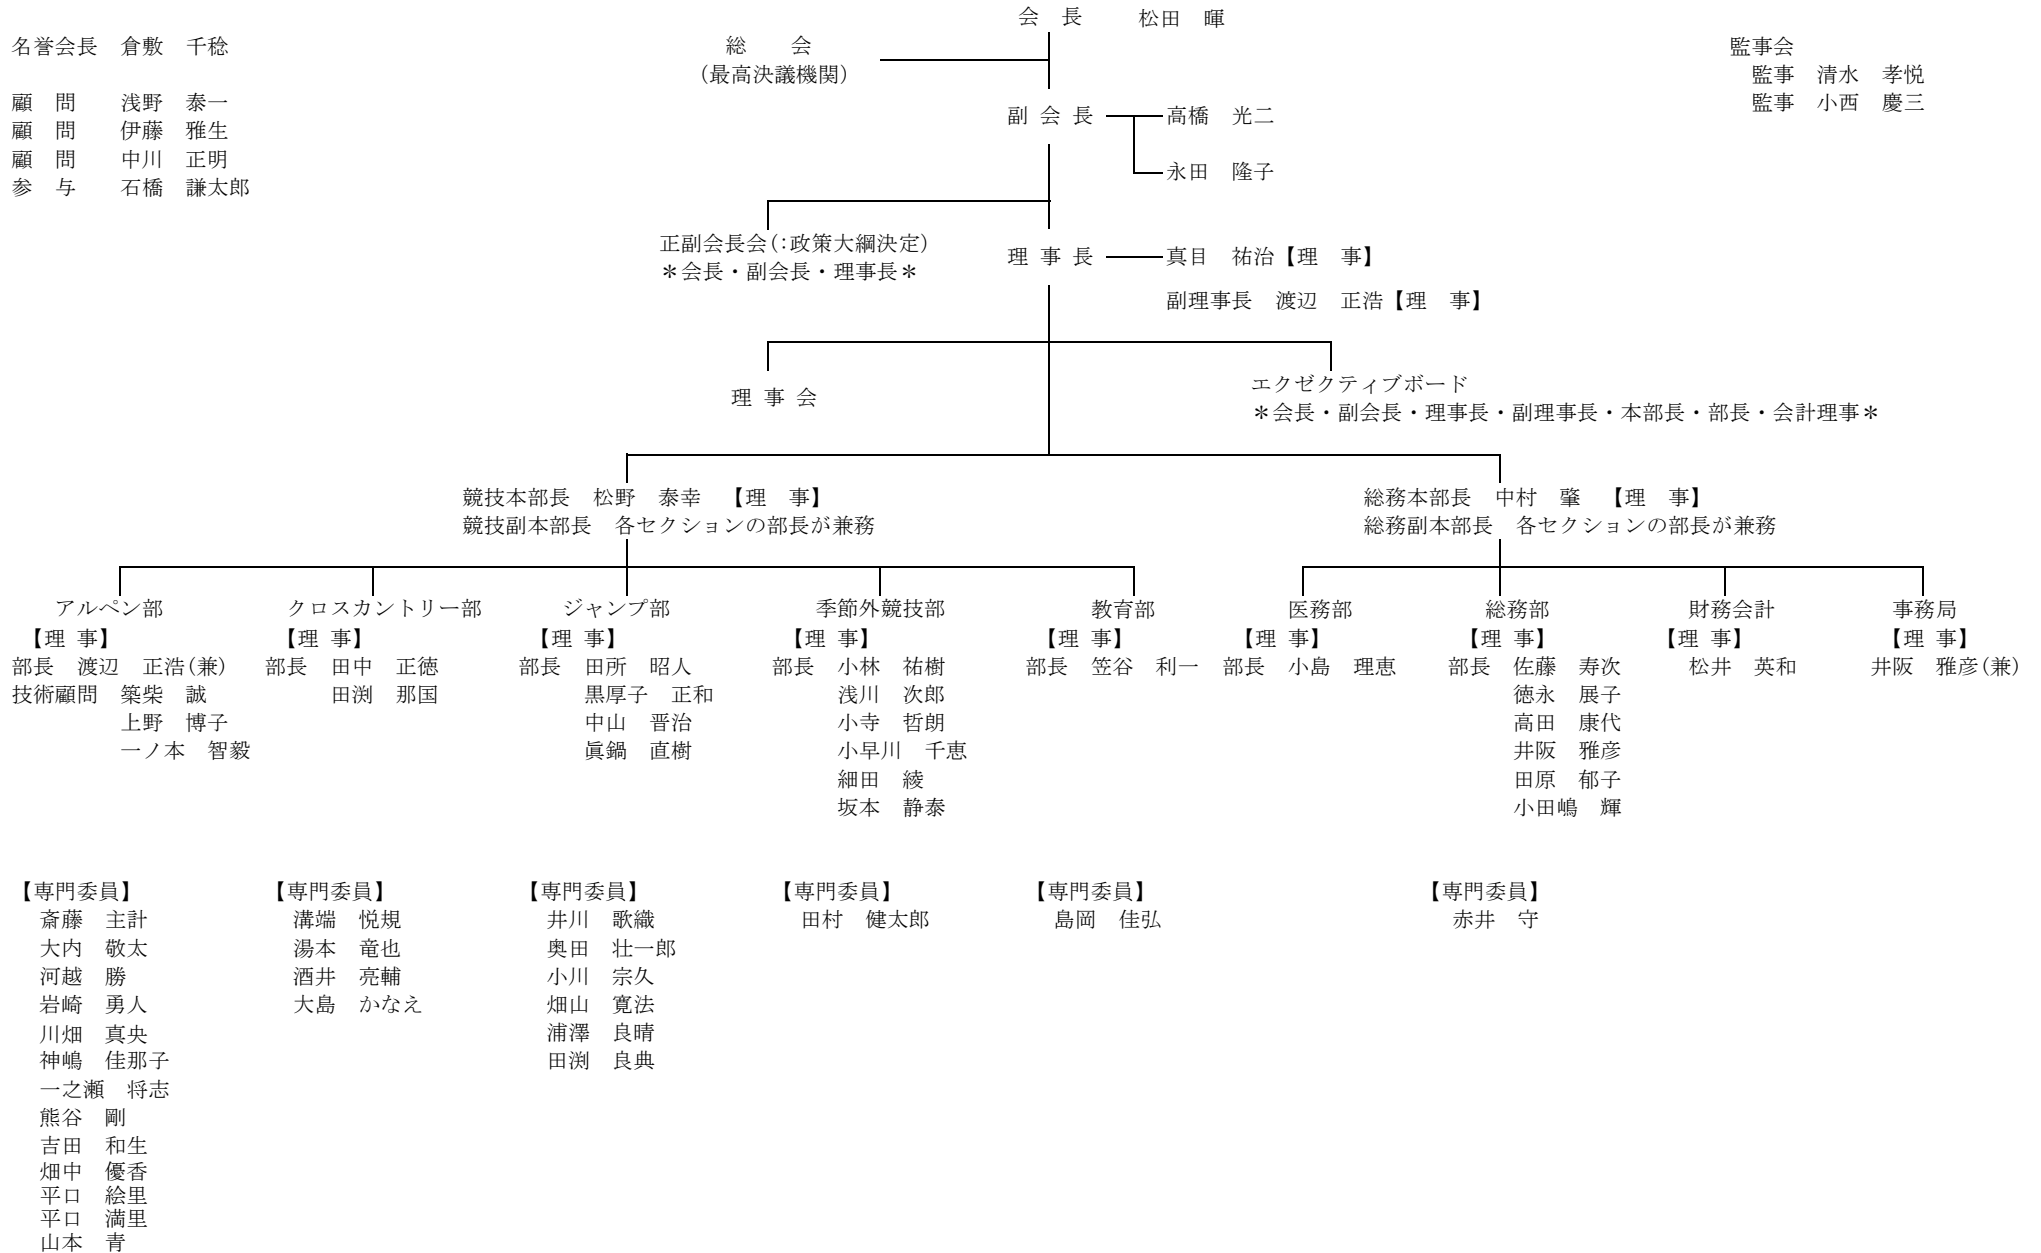 会　長　　松田　暉
名誉会長　倉敷　千稔
顧　問　　浅野　泰一
顧　問　　伊藤　雅生
顧　問　　中川　正明
参　与　　石橋　謙太郎
総　　会
(最高決議機関)
監事会
監事　清水　孝悦
監事　小西　慶三
副 会 長　高橋　光二
永田　隆子
正副会長会(:政策大綱決定)
＊会長・副会長・理事長＊
理 事 長　真目　祐治【理　事】
副理事長　渡辺　正浩【理　事】
理 事 会
エクゼクティブボード
＊会長・副会長・理事長・副理事長・本部長・部長・会計理事＊
競技本部長　松野　泰幸　【理　事】
競技副本部長　各セクションの部長が兼務
総務本部長　中村　肇　【理　事】
総務副本部長　各セクションの部長が兼務
アルペン部
【理 事】
部長　渡辺　正浩(兼)
技術顧問　築柴　誠
上野　博子
一ノ本　智毅
クロスカントリー部
【理 事】
部長　田中　正徳
田渕　那国
ジャンプ部
【理 事】
部長　田所　昭人
黒厚子　正和
中山　晋治
眞鍋　直樹
季節外競技部
【理 事】
部長　小林　祐樹
浅川　次郎
小寺　哲朗
小早川　千恵
細田　綾
坂本　静泰
教育部
【理 事】
部長　笠谷　利一
医務部
【理 事】
部長　小島　理恵
総務部
【理 事】
部長　佐藤　寿次
徳永　展子
高田　康代
井阪　雅彦
田原　郁子
小田嶋　輝
財務会計
【理 事】
松井　英和
事務局
【理 事】
井阪　雅彦(兼)
【専門委員】
斎藤　主計
大内　敬太
河越　勝
岩崎　勇人
川畑　真央
神嶋　佳那子
一之瀬　将志
熊谷　剛
吉田　和生
畑中　優香
平口　絵里
平口　満里
山本　青
【専門委員】
溝端　悦規
湯本　竜也
酒井　亮輔
大島　かなえ
【専門委員】
井川　歌織
奥田　壮一郎
小川　宗久
畑山　寛法
浦澤　良晴
田渕　良典
【専門委員】
田村　健太郎
【専門委員】
島岡　佳弘
【専門委員】
赤井　守